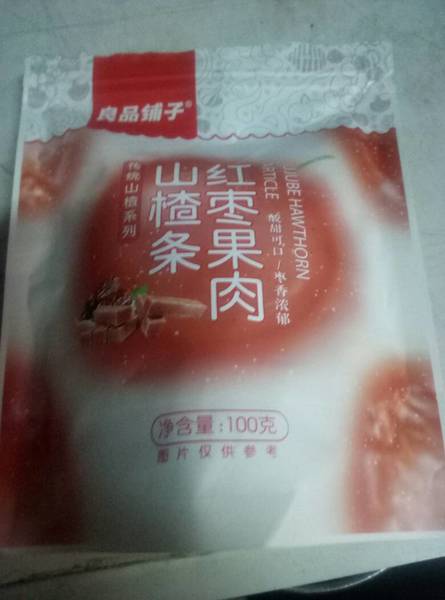 良品铺子®
传统山楂系列
红枣果肉
山楂条
JUJUBE HAWTHORN
酸甜可口/枣香浓郁
净含量:100克
图片仅供参考